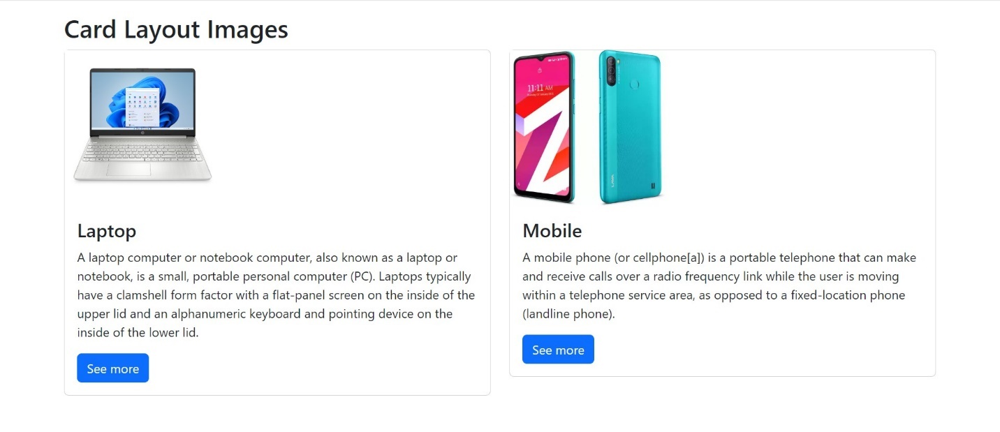 Card Layout Images
11:11 AM
LAVA
Laptop
A laptop computer or notebook computer, also known as a laptop or
notebook, is a small, portable personal computer (PC). Laptops typically
have a clamshell form factor with a flat-panel screen on the inside of the
upper lid and an alphanumeric keyboard and pointing device on the
inside of the lower lid.
See more
Mobile
A mobile phone (or cellphone[a]) is a portable telephone that can make
and receive calls over a radio frequency link while the user is moving
within a telephone service area, as opposed to a fixed-location phone
(landline phone).
See more